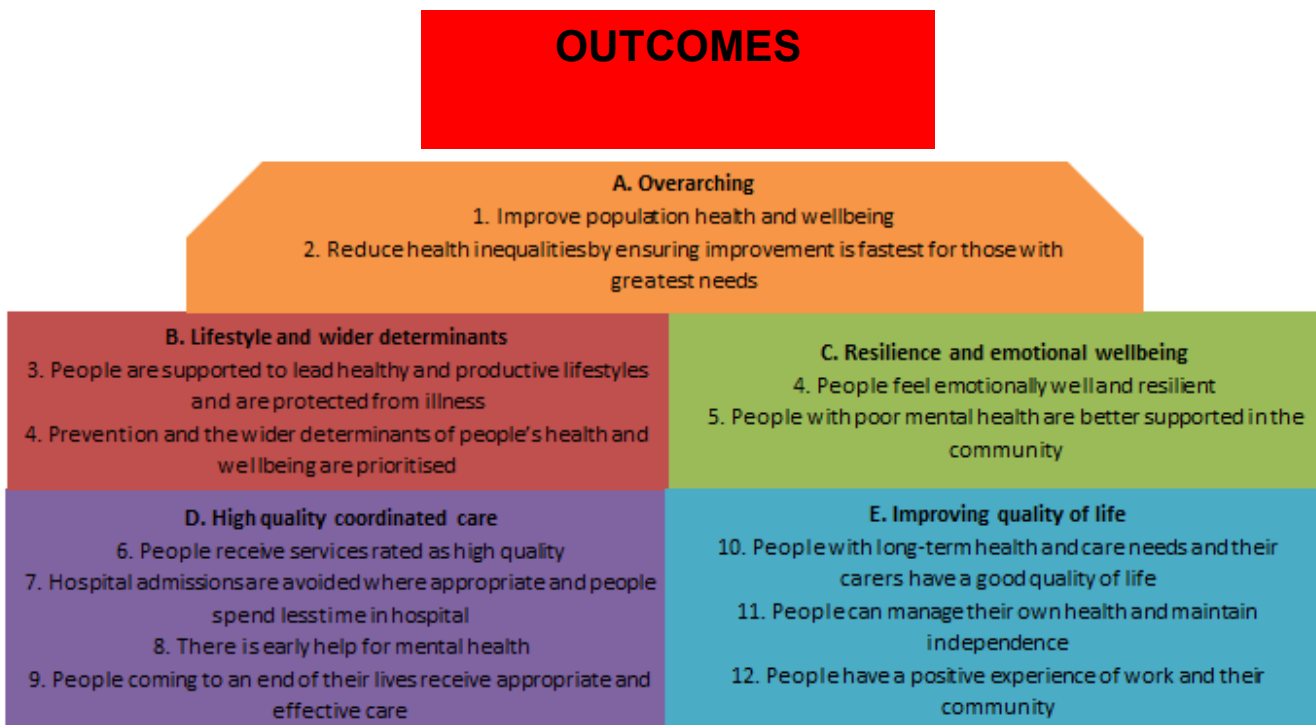 OUTCOMES
A. Overarching
1. Improve population health and wellbeing
2. Reduce health inequalities by ensuring improvement is fastest for those with
greatest needs
B. Lifestyle and wider determinants
3. People are supported to lead healthy and productive lifestyles
and are protected from illness
4. Prevention and the wider determinants of people's health and
wellbeing are prioritised
C. Resilience and emotional wellbeing
4. People feel emotionally well and resilient
5. People with poor mental health are better supported in the
community
D. High quality coordinated care
6. People receive services rated as high quality
7. Hospital admissions are avoided where appropriate and people
spend less time in hospital
8. There is early help for mental health
9. People coming to an end of their lives receive appropriate and
effective care
E. Improving quality of life
10. People with long-term health and care needs and their
carers have a good quality of life
11. People can manage their own health and maintain
independence
12. People have a positive experience of work and their
community